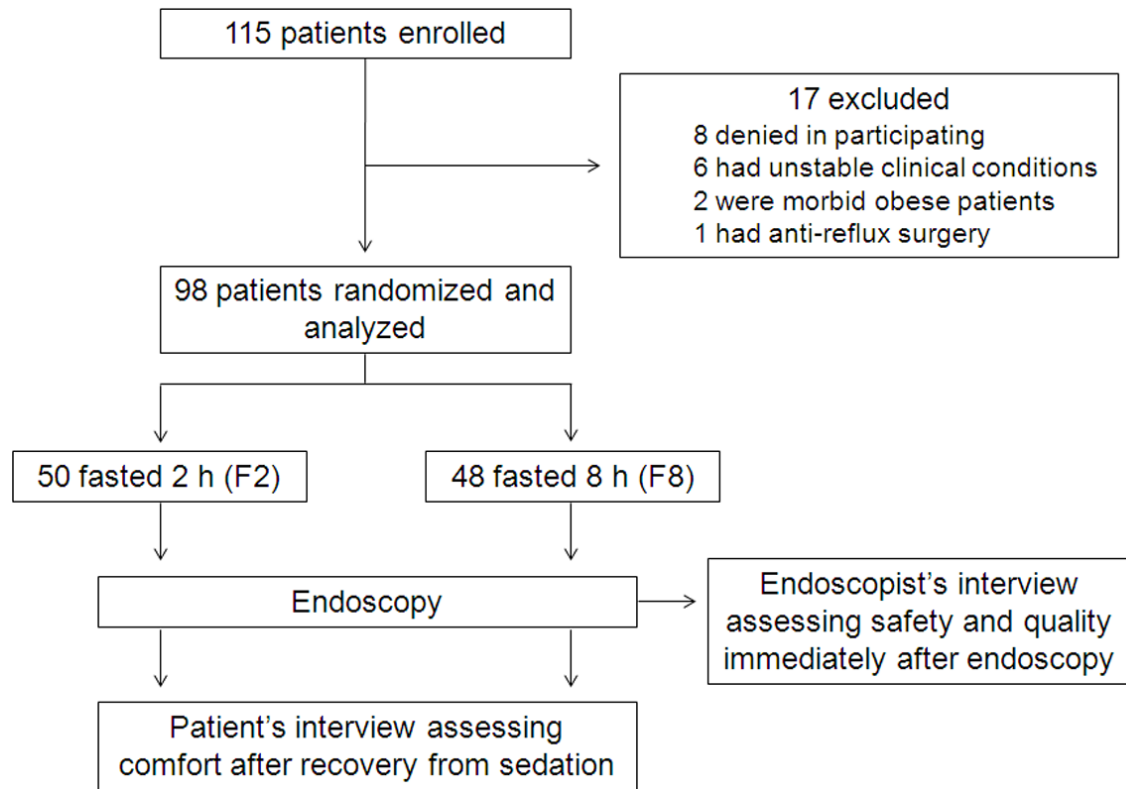 115 patients enrolled
17 excluded
8 denied in participating
6 had unstable clinical conditions
2 were morbid obese patients
1 had anti-reflux surgery
98 patients randomized and
analyzed
50 fasted 2 h (F2)
48 fasted 8 h (F8)
Endoscopy
Endoscopist’s interview
assessing safety and quality
immediately after endoscopy
Patient’s interview assessing
comfort after recovery from sedation